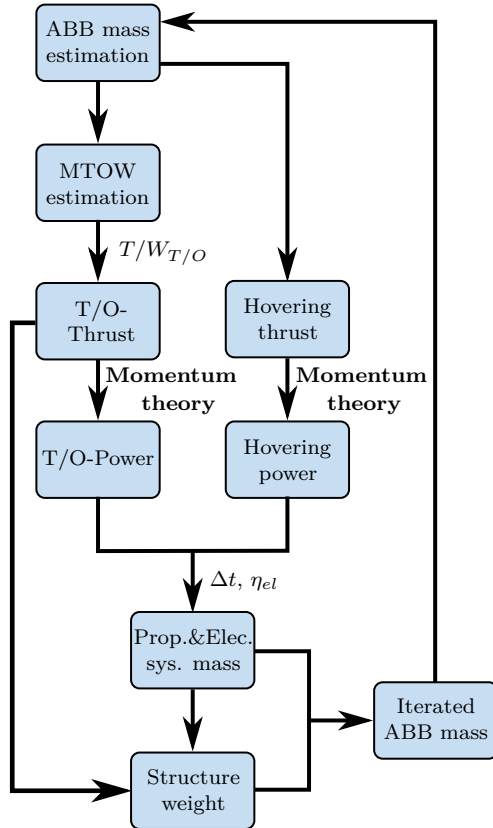 ABB mass
estimation
MTOW
estimation
T/W_{T/O}
T/O-
Thrust
Hovering
thrust
Momentum
theory
Momentum
theory
T/O-Power
Hovering
power
Δt, η_{el}
Prop.&Elec.
sys. mass
Iterated
ABB mass
Structure
weight